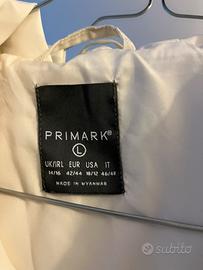 PRIMARK®
L
UK/IRL EUR USA IT
14/16 42/44 10/12 46/48
MADE IN MYANMAR
subito